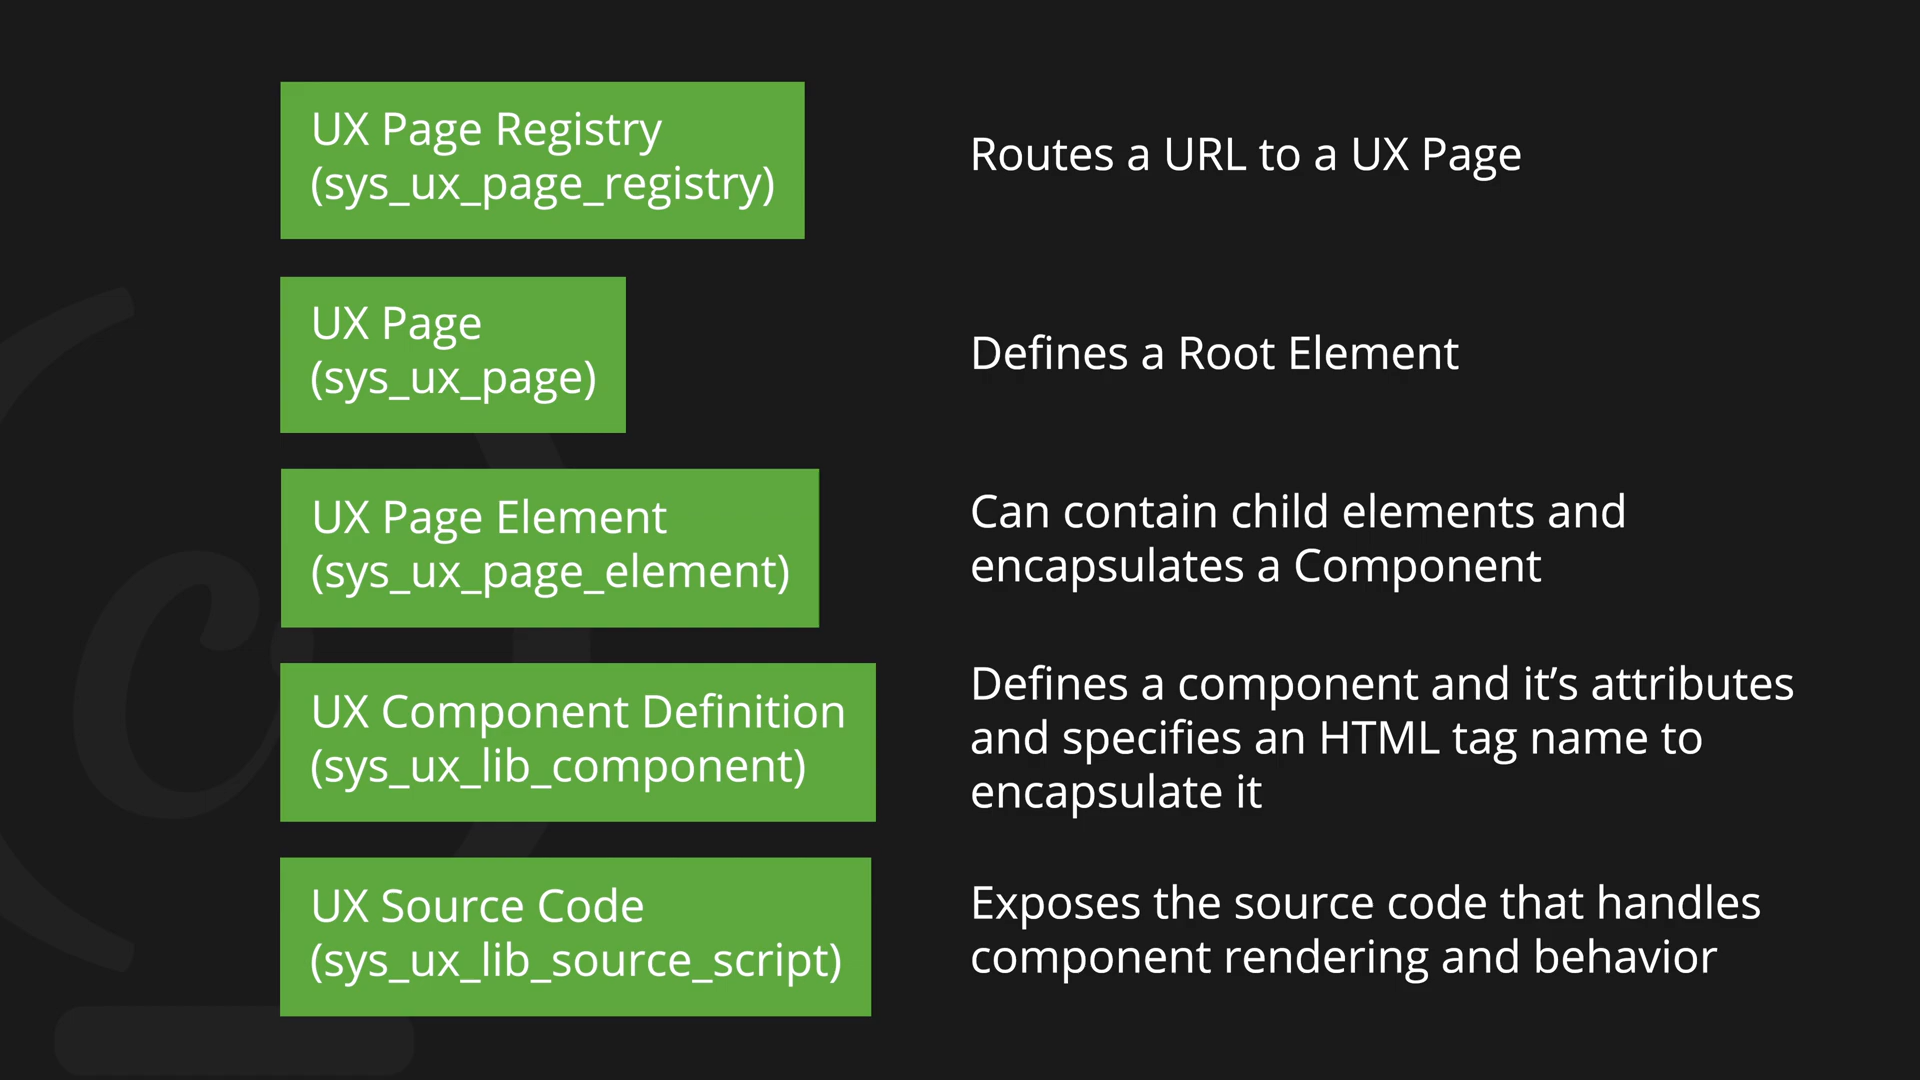 UX Page Registry
(sys_ux_page_registry)
Routes a URL to a UX Page
UX Page
(sys_ux_page)
Defines a Root Element
UX Page Element
(sys_ux_page_element)
Can contain child elements and
encapsulates a Component
UX Component Definition
(sys_ux_lib_component)
Defines a component and it’s attributes
and specifies an HTML tag name to
encapsulate it
UX Source Code
(sys_ux_lib_source_script)
Exposes the source code that handles
component rendering and behavior